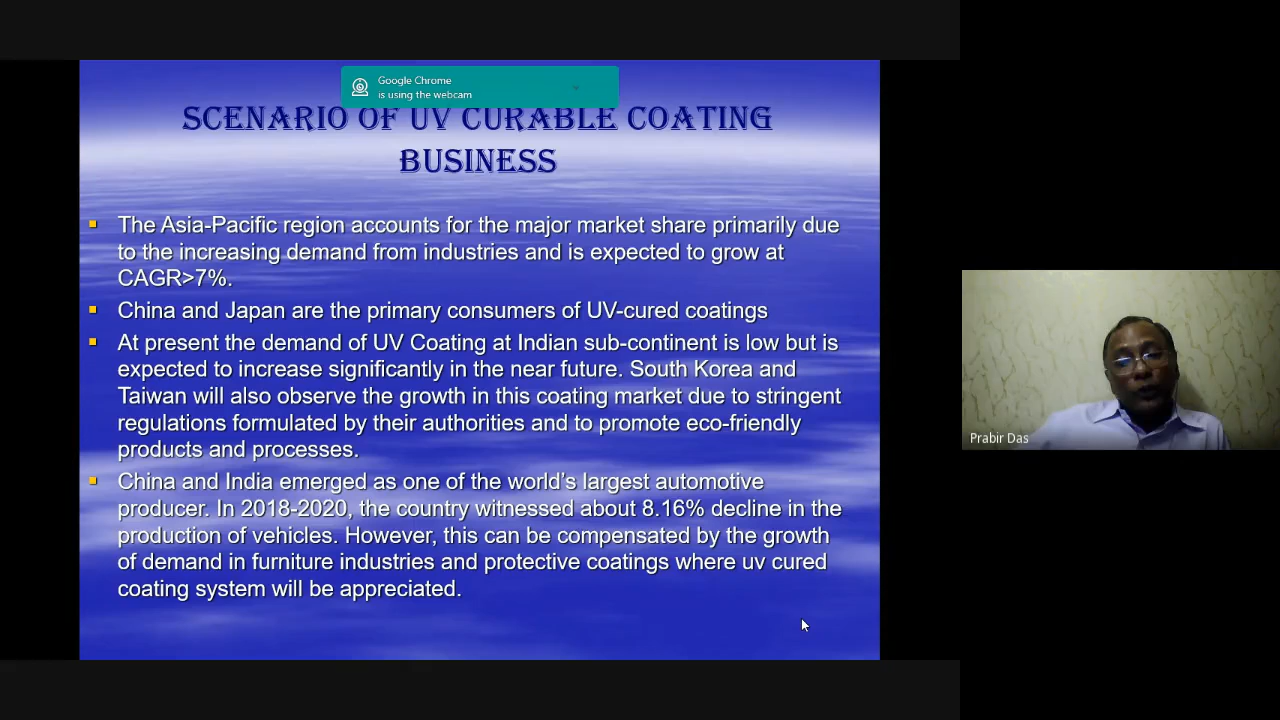 Google Chrome
is using the webcam
SCENARIO OF UV CURABLE COATING
BUSINESS
The Asia-Pacific region accounts for the major market share primarily due
to the increasing demand from industries and is expected to grow at
CAGR>7%.
China and Japan are the primary consumers of UV-cured coatings
At present the demand of UV Coating at Indian sub-continent is low but is
expected to increase significantly in the near future. South Korea and
Taiwan will also observe the growth in this coating market due to stringent
regulations formulated by their authorities and to promote eco-friendly
products and processes.
China and India emerged as one of the world’s largest automotive
producer. In 2018-2020, the country witnessed about 8.16% decline in the
production of vehicles. However, this can be compensated by the growth
of demand in furniture industries and protective coatings where uv cured
coating system will be appreciated.
Prabir Das